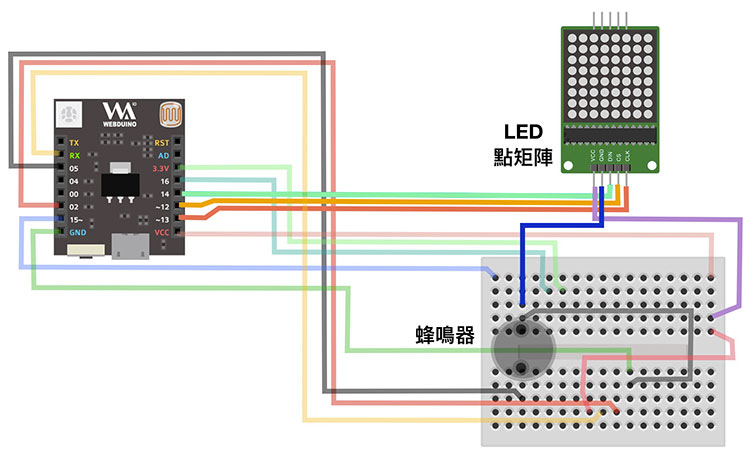 WEBDUINO
TX
RX
05
04
00
02
15~
GND
RST
AD
3.3V
16
14
~12
~13
VCC
LED
點矩陣
VCC
GND
DIN
CS
CLK
蜂鳴器